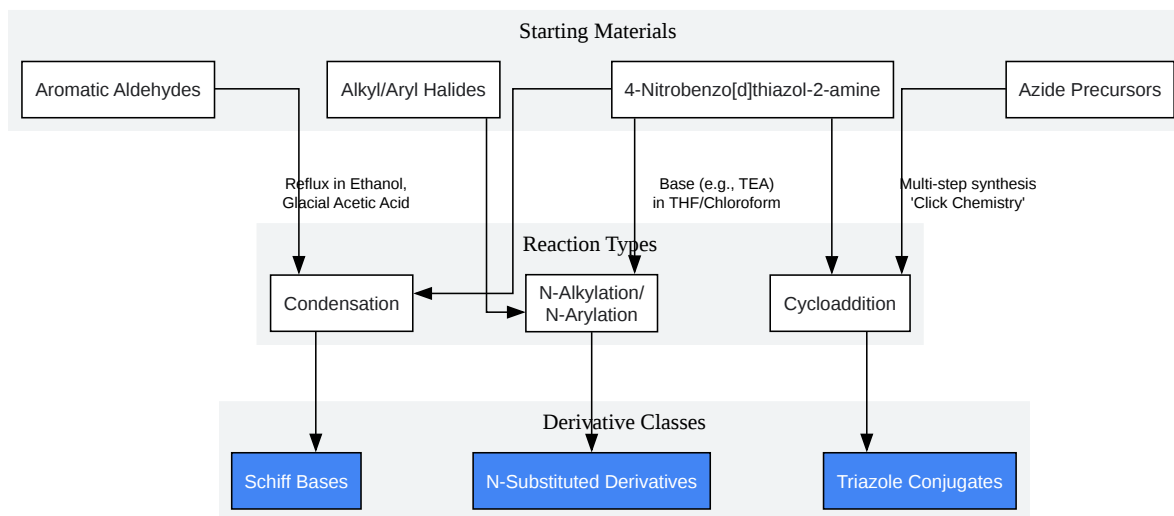 Starting Materials
Aromatic Aldehydes
Alkyl/Aryl Halides
4-Nitrobenzo[d]thiazol-2-amine
Azide Precursors
Reflux in Ethanol,
Glacial Acetic Acid
Base (e.g., TEA)
in THF/Chloroform
Multi-step synthesis
'Click Chemistry'
Reaction Types
Condensation
N-Alkylation/
N-Arylation
Cycloaddition
Derivative Classes
Schiff Bases
N-Substituted Derivatives
Triazole Conjugates